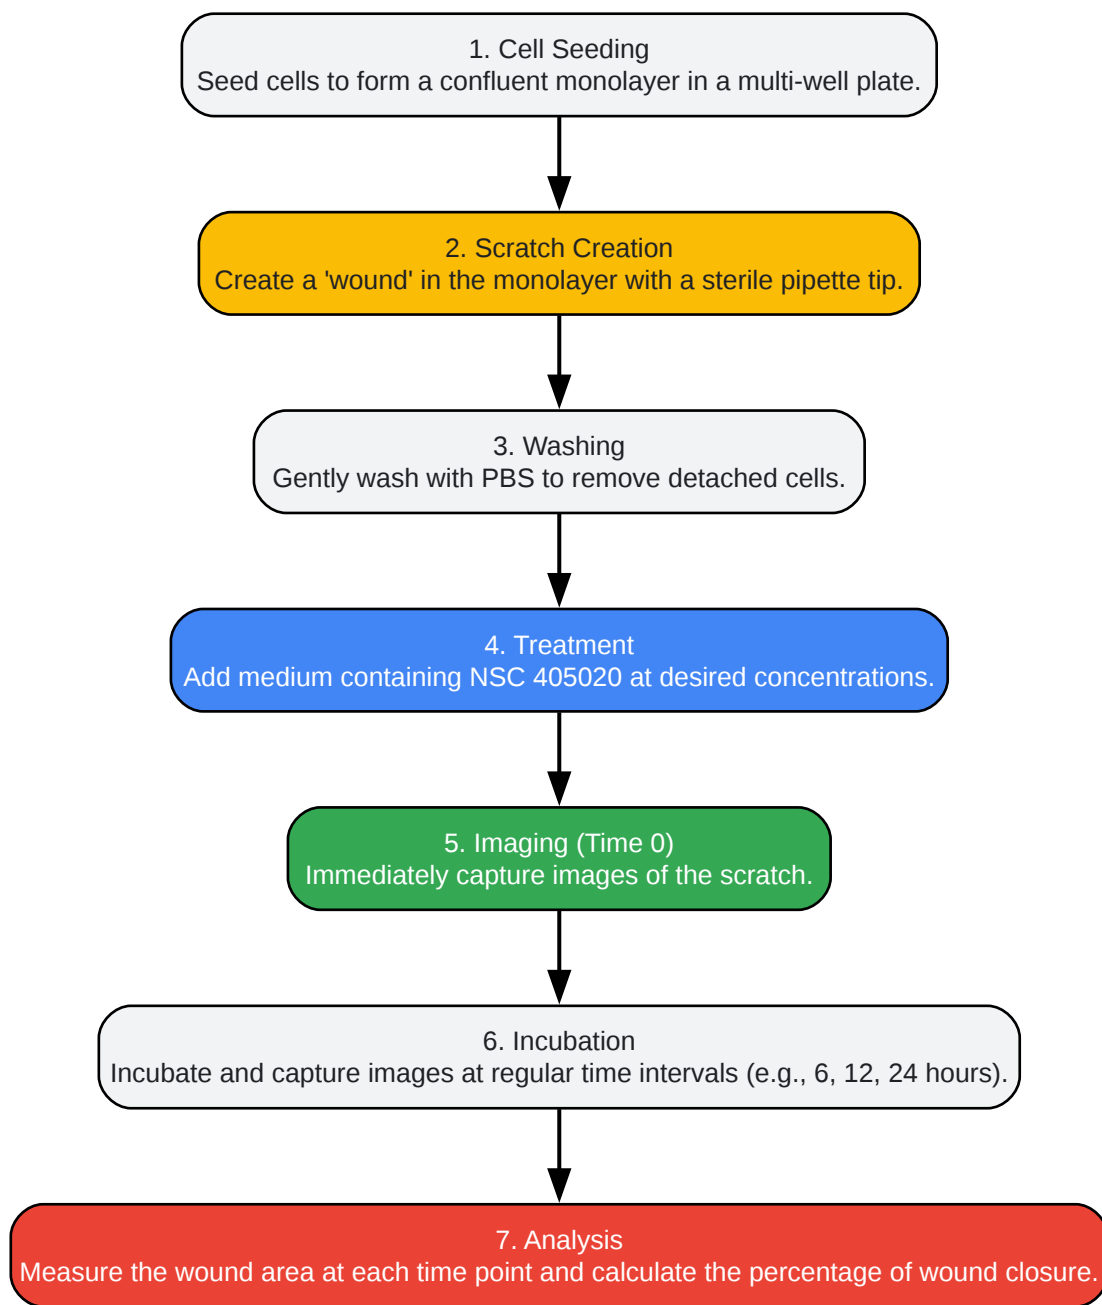 1. Cell Seeding
Seed cells to form a confluent monolayer in a multi-well plate.
2. Scratch Creation
Create a 'wound' in the monolayer with a sterile pipette tip.
3. Washing
Gently wash with PBS to remove detached cells.
4. Treatment
Add medium containing NSC 405020 at desired concentrations.
5. Imaging (Time 0)
Immediately capture images of the scratch.
6. Incubation
Incubate and capture images at regular time intervals (e.g., 6, 12, 24 hours).
7. Analysis
Measure the wound area at each time point and calculate the percentage of wound closure.